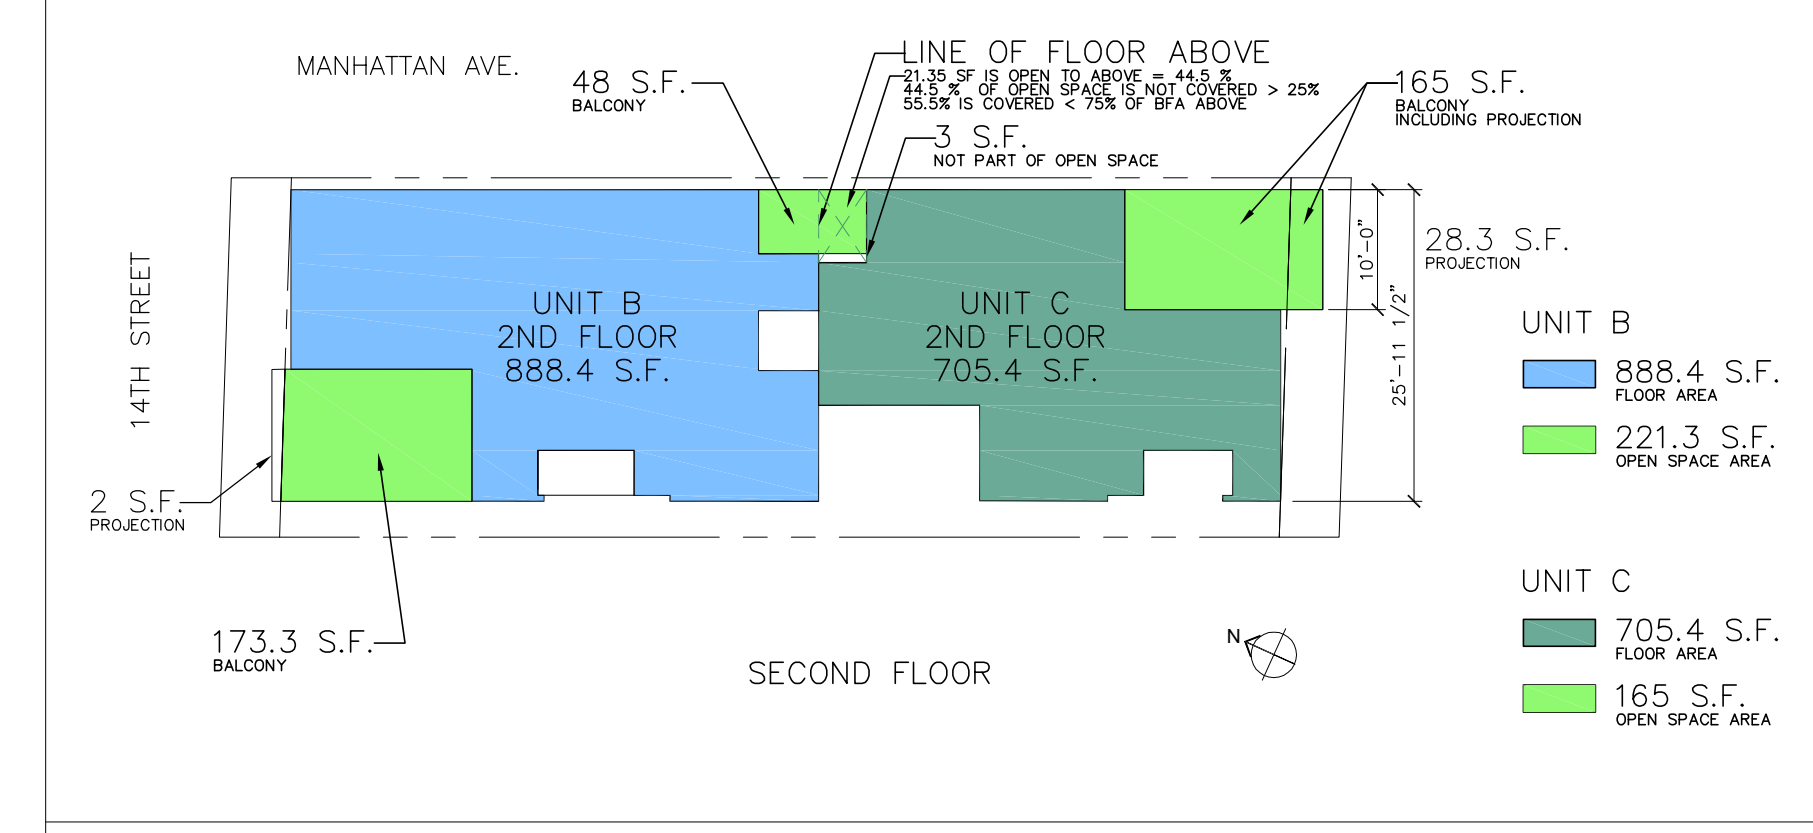 MANHATTAN AVE.
48 S.F.
BALCONY
LINE OF FLOOR ABOVE
21.35 SF IS OPEN TO ABOVE = 44.5 %
44.5 % OF OPEN SPACE IS NOT COVERED > 25%
55.5% IS COVERED < 75% OF BFA ABOVE
3 S.F.
NOT PART OF OPEN SPACE
165 S.F.
BALCONY
INCLUDING PROJECTION
14TH STREET
UNIT B
2ND FLOOR
888.4 S.F.
UNIT C
2ND FLOOR
705.4 S.F.
10'-0"
25'-11 1/2"
28.3 S.F.
PROJECTION
2 S.F.
PROJECTION
173.3 S.F.
BALCONY
SECOND FLOOR
N
UNIT B
888.4 S.F.
FLOOR AREA
221.3 S.F.
OPEN SPACE AREA
UNIT C
705.4 S.F.
FLOOR AREA
165 S.F.
OPEN SPACE AREA